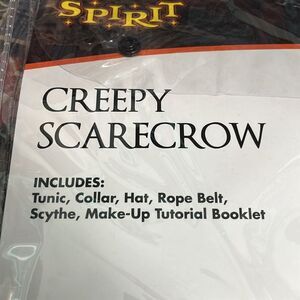 SPIRIT
CREEPY
SCARECROW
INCLUDES:
Tunic, Collar, Hat, Rope Belt,
Scythe, Make-Up Tutorial Booklet